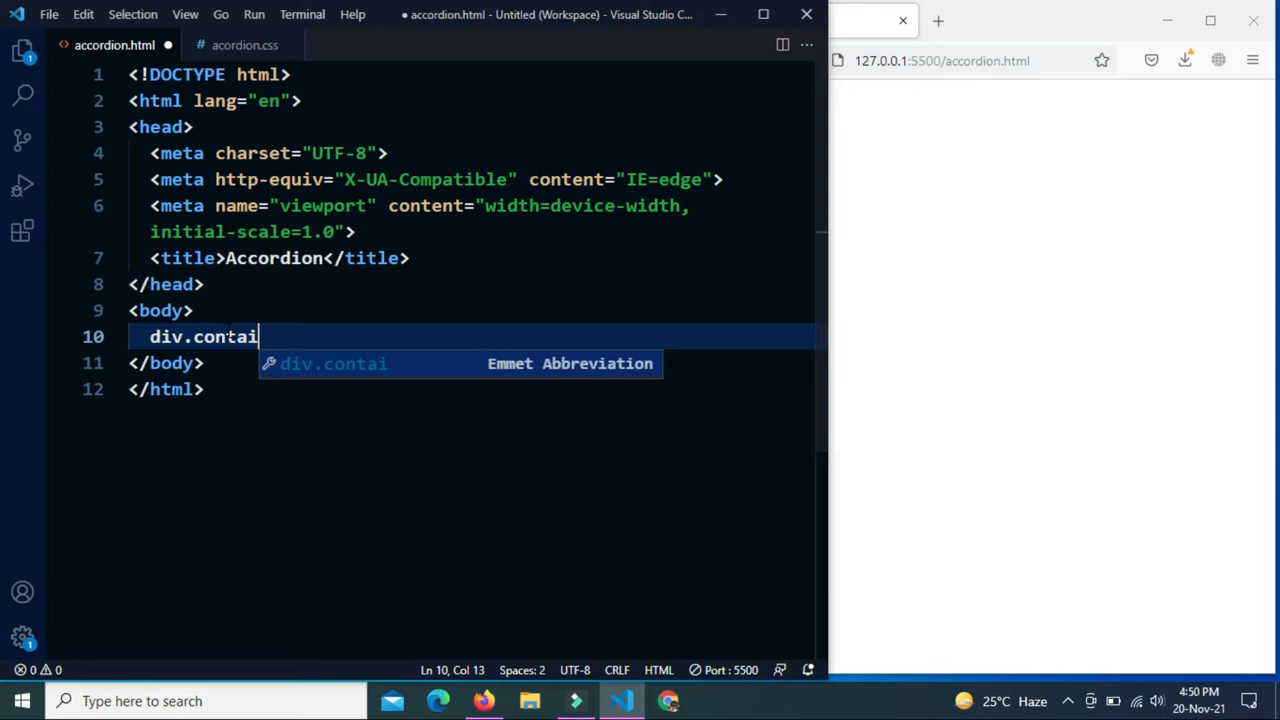 File Edit Selection View Go Run Terminal Help ● accordion.html - Untitled (Workspace) - Visual Studio C...
accordion.html ● # acordion.css
127.0.0.1:5500/accordion.html
1 <!DOCTYPE html>
2 <html lang="en">
3 <head>
4 <meta charset="UTF-8">
5 <meta http-equiv="X-UA-Compatible" content="IE=edge">
6 <meta name="viewport" content="width=device-width,
initial-scale=1.0">
7 <title>Accordion</title>
8 </head>
9 <body>
10 div.contai
div.contai Emmet Abbreviation
11 </body>
12 </html>
1
1
0 0 Ln 10, Col 13 Spaces: 2 UTF-8 CRLF HTML Port : 5500
Type here to search 25°C Haze 4:50 PM
20-Nov-21